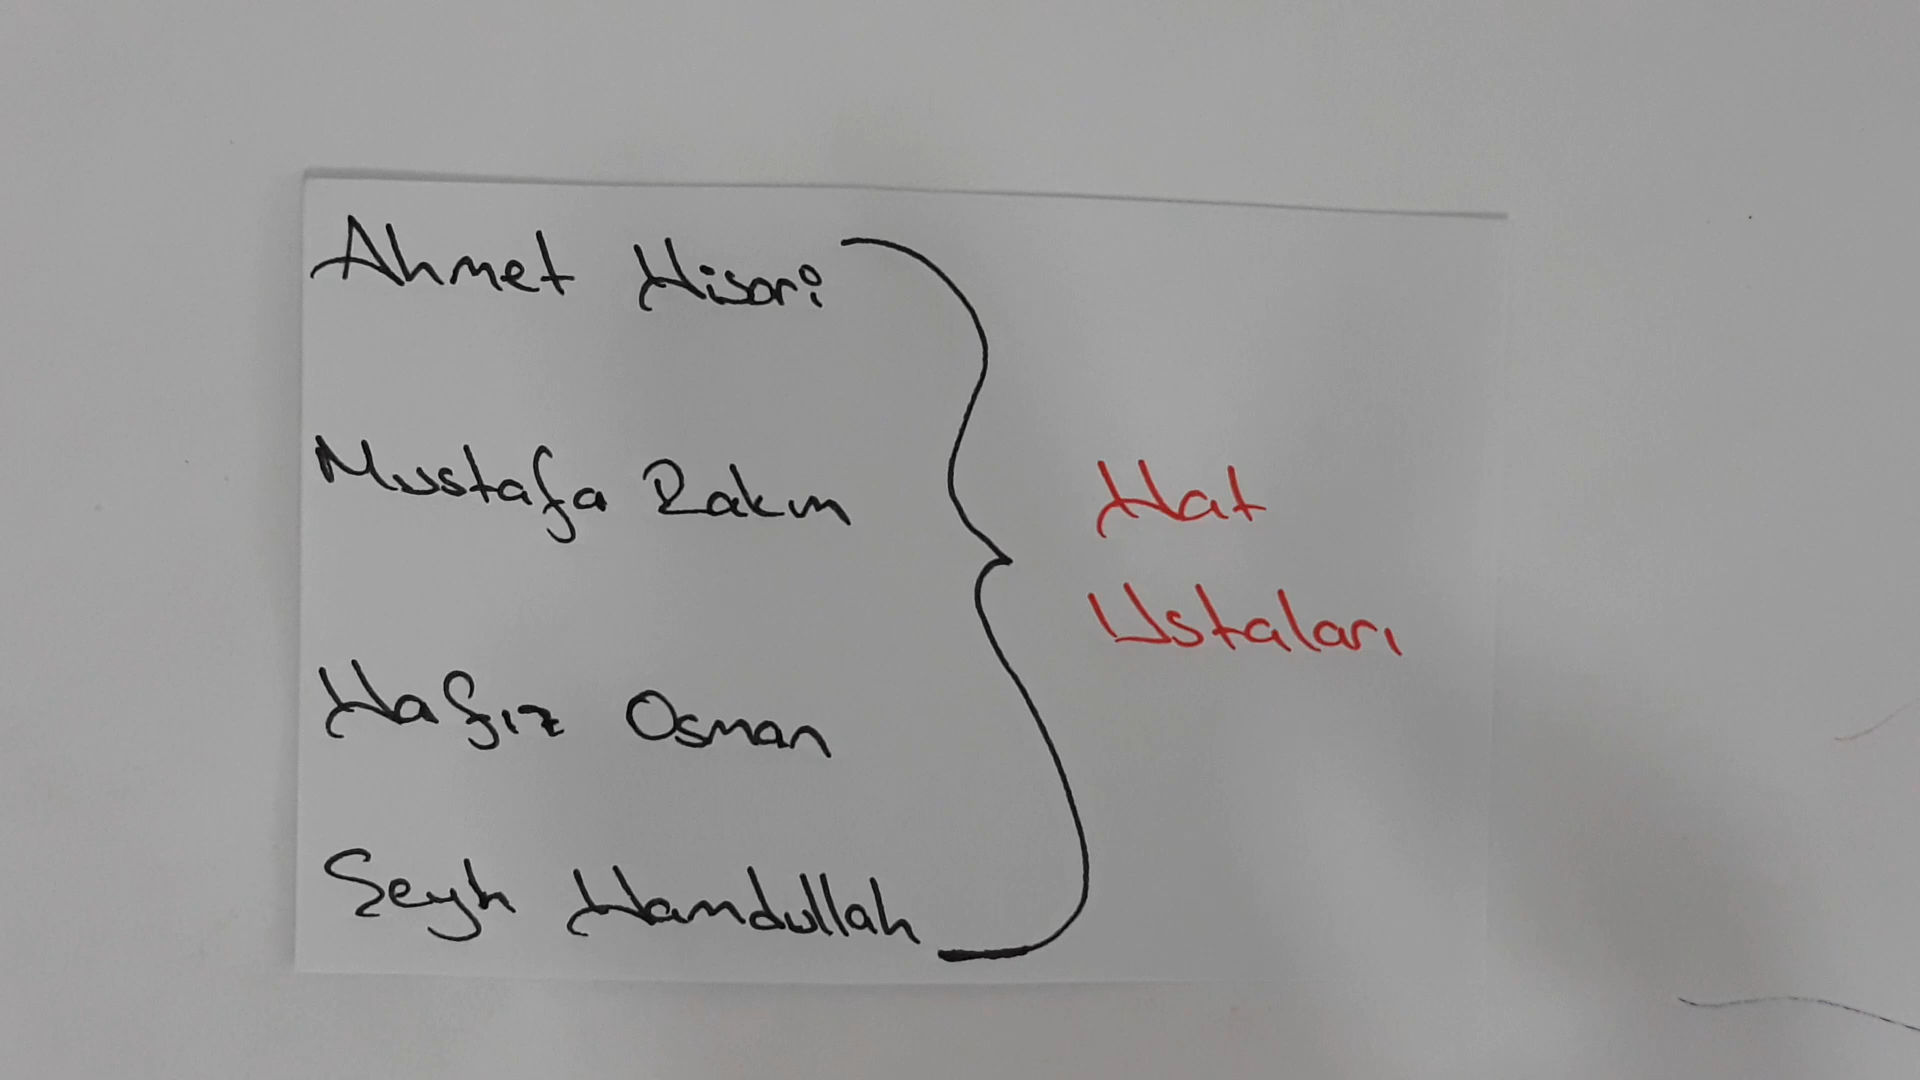 Ahmet Hisari
Mustafa Rakım
Hafız Osman
Şeyh Hamdullah
Hat
Ustaları